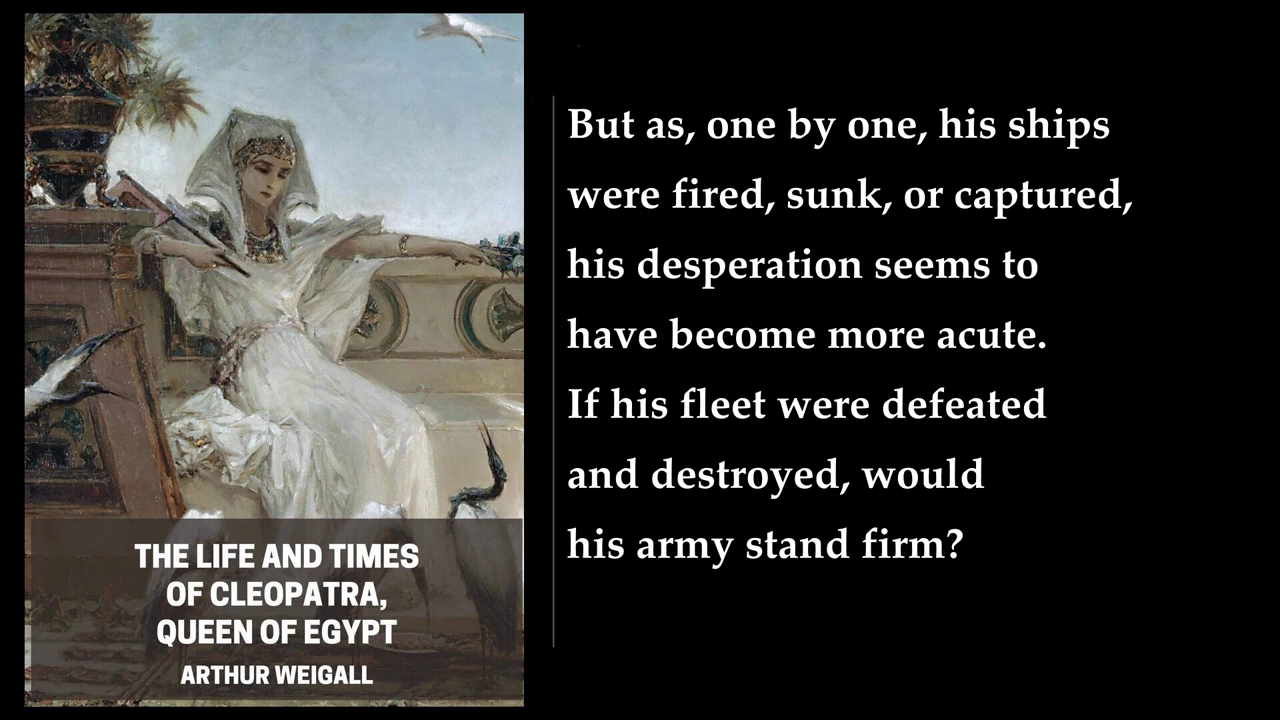 THE LIFE AND TIMES
OF CLEOPATRA,
QUEEN OF EGYPT
ARTHUR WEIGALL
But as, one by one, his ships
were fired, sunk, or captured,
his desperation seems to
have become more acute.
If his fleet were defeated
and destroyed, would
his army stand firm?